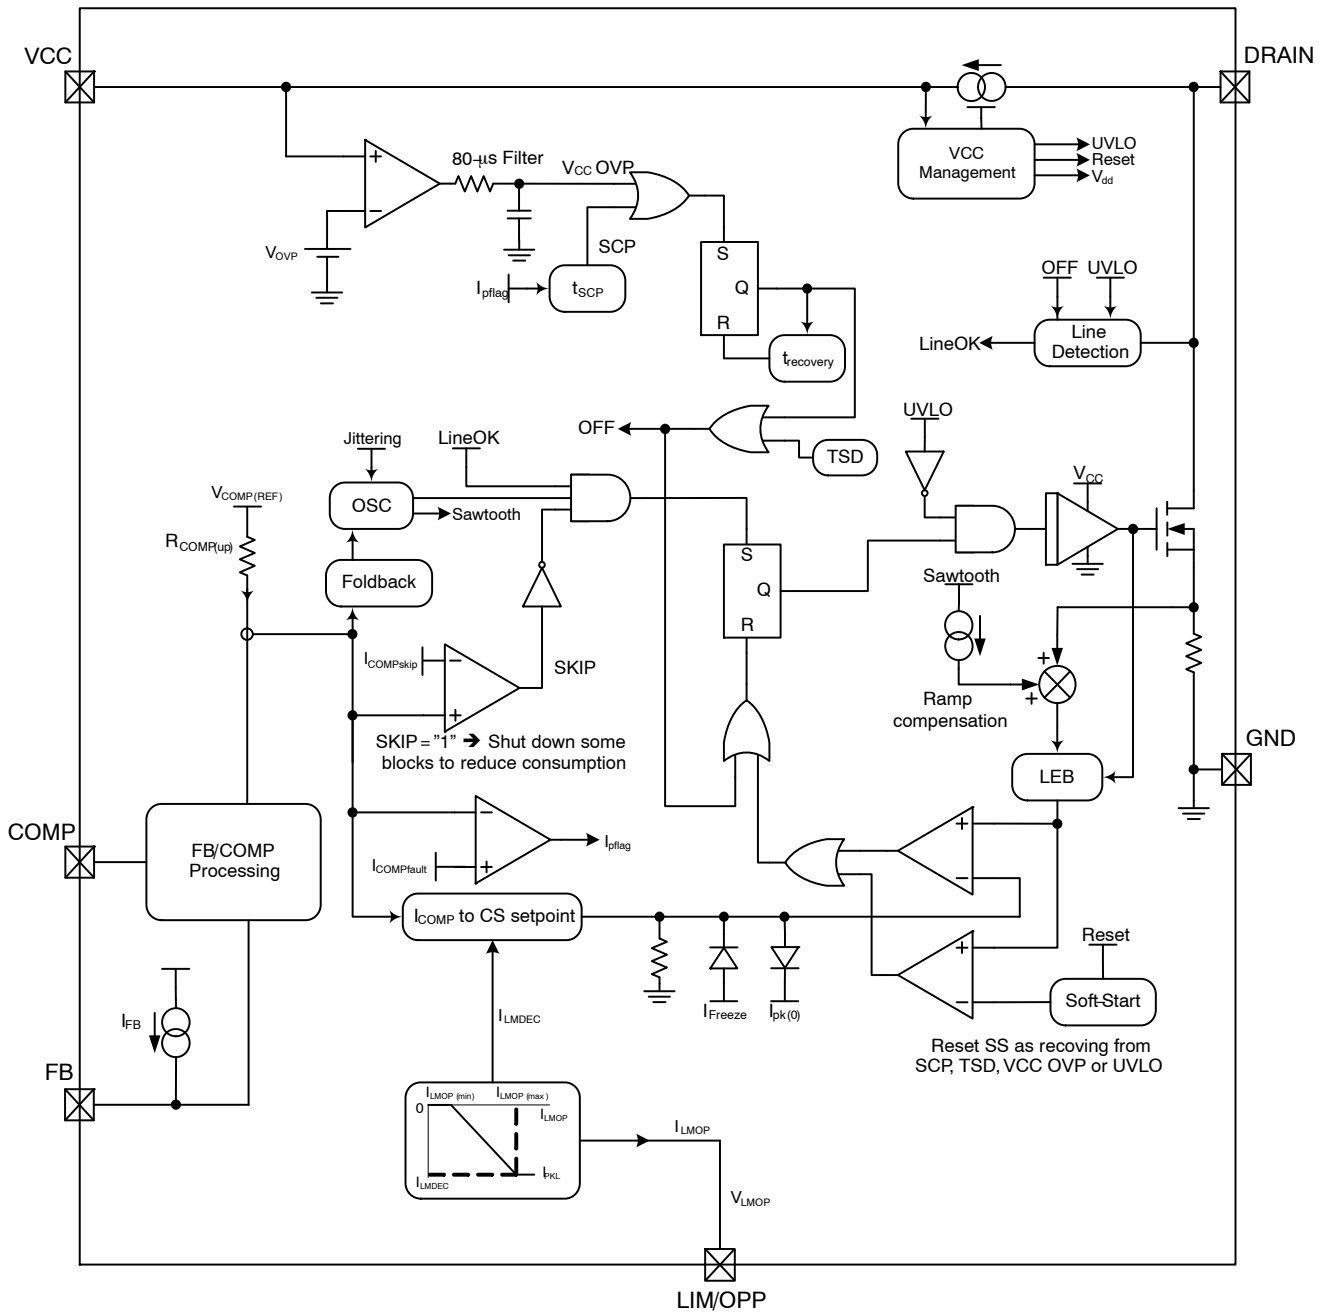 VCC
DRAIN
+
−
80−μs Filter
VCC OVP
VOVP
SCP
Ipflag
tSCP
S
Q
R
trecovery
VCC
Management
UVLO
Reset
Vdd
OFF
UVLO
LineOK
Line
Detection
OFF
TSD
UVLO
VCC
Jittering
LineOK
OSC
Sawtooth
VCOMP(REF)
RCOMP(up)
Foldback
S
Q
R
Sawtooth
+
+
Ramp
compensation
ICOMPskip
−
+
SKIP
SKIP = ”1” ➔ Shut down some
blocks to reduce consumption
LEB
GND
COMP
FB/COMP
Processing
−
+
ICOMPfault
Ipflag
+
−
ICOMP to CS setpoint
IFreeze
Ipk(0)
+
−
Reset
Soft−Start
Reset SS as recoving from
SCP, TSD, VCC OVP or UVLO
IFB
FB
ILMDEC
ILMOP(min)
ILMOP(max)
0
ILMOP
ILMDEC
IPKL
ILMOP
VLMOP
LIM/OPP